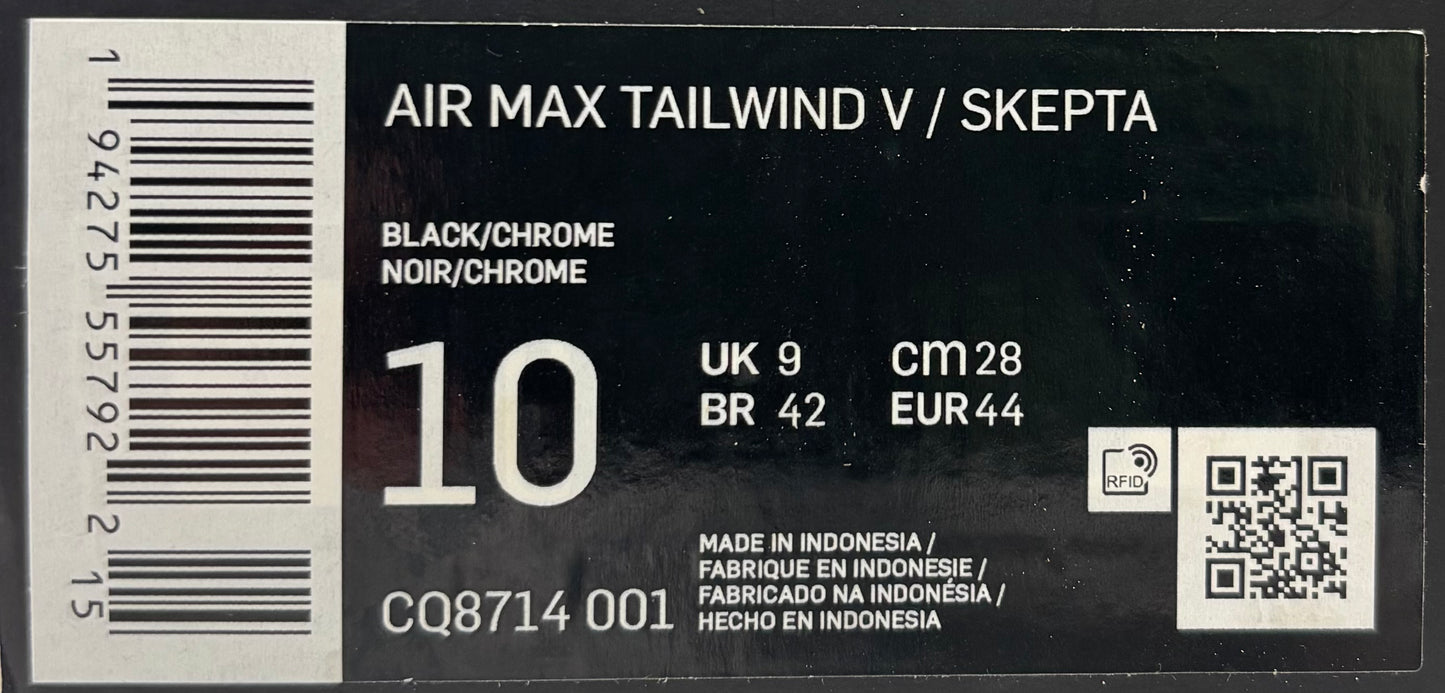 1 94275 55792 2 15
AIR MAX TAILWIND V / SKEPTA
BLACK/CHROME
NOIR/CHROME
10
UK 9 cm 28
BR 42 EUR 44
RFID
CQ8714 001
MADE IN INDONESIA /
FABRIQUE EN INDONESIE /
FABRICADO NA INDONÉSIA /
HECHO EN INDONESIA